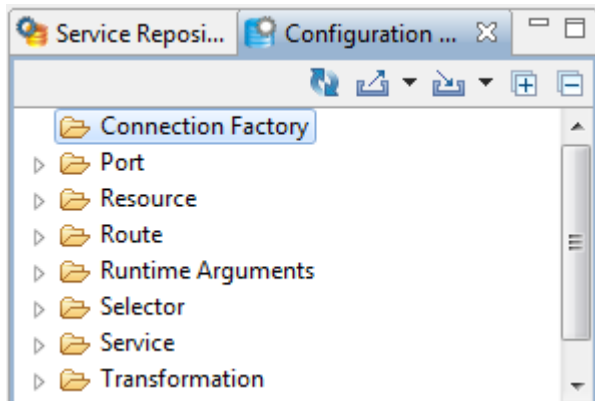 Service Reposi... Configuration ...
Connection Factory
Port
Resource
Route
Runtime Arguments
Selector
Service
Transformation